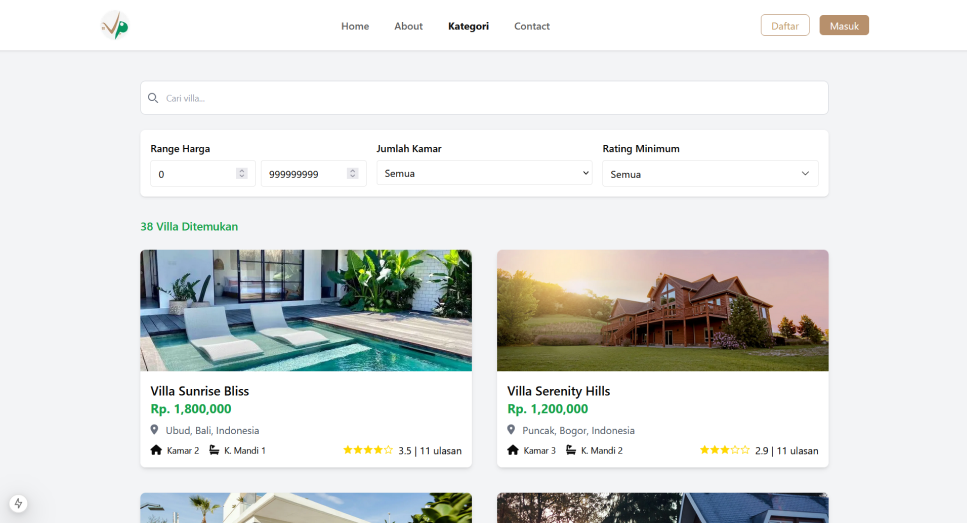 Home About Kategori Contact Daftar Masuk
Cari villa...
Range Harga Jumlah Kamar Rating Minimum
0 999999999 Semua Semua
38 Villa Ditemukan
Villa Sunrise Bliss
Rp. 1,800,000
Ubud, Bali, Indonesia
Kamar 2 K. Mandi 1 3.5 | 11 ulasan
Villa Serenity Hills
Rp. 1,200,000
Puncak, Bogor, Indonesia
Kamar 3 K. Mandi 2 2.9 | 11 ulasan